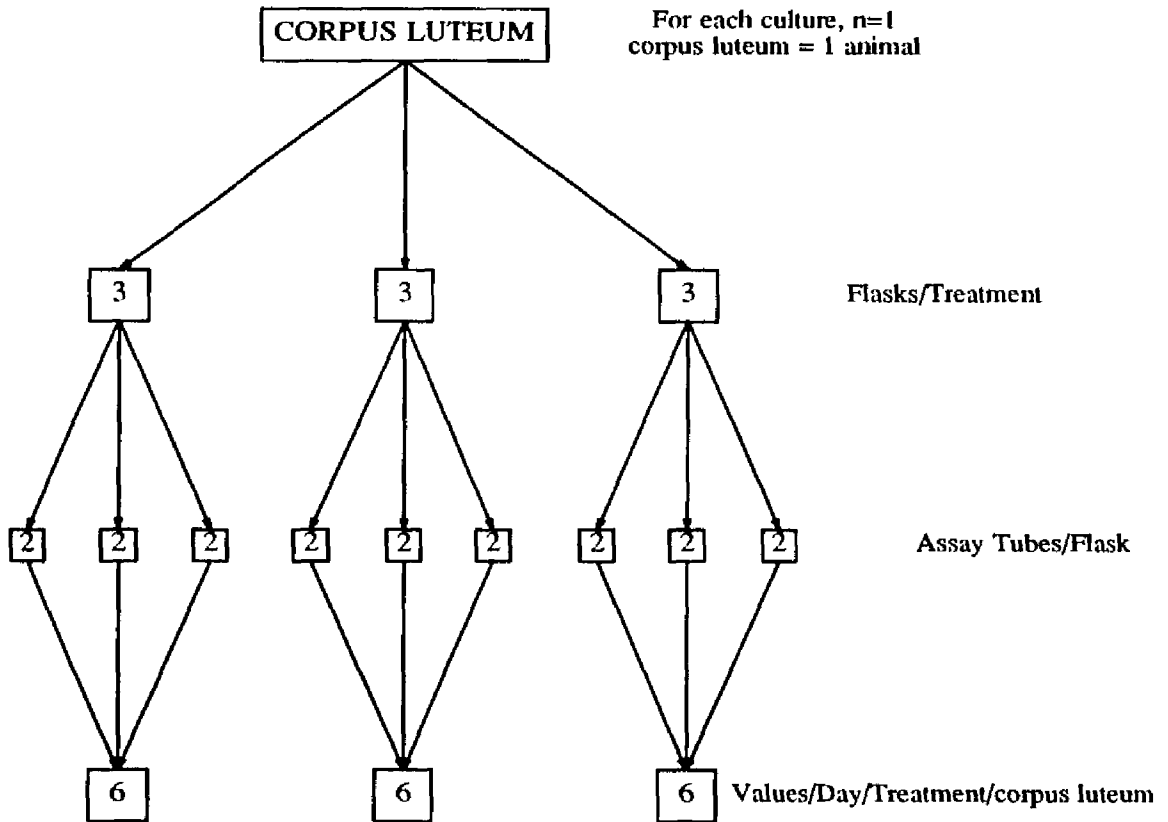 CORPUS LUTEUM
For each culture, n=1
corpus luteum = 1 animal
3 3 3 Flasks/Treatment
2 2 2 2 2 2 2 2 2 Assay Tubes/Flask
6 6 6 Values/Day/Treatment/corpus luteum